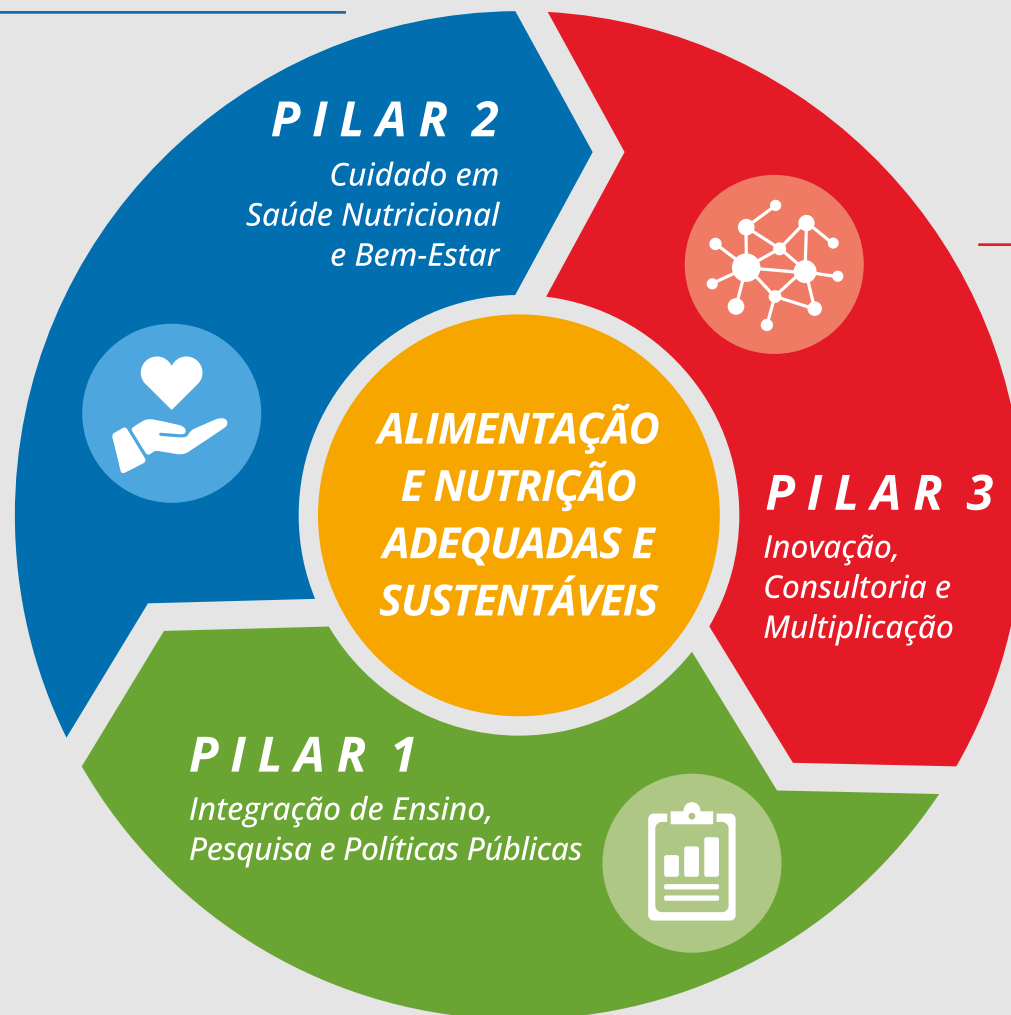 PILAR 2
Cuidado em
Saúde Nutricional
e Bem-Estar
ALIMENTAÇÃO
E NUTRIÇÃO
ADEQUADAS E
SUSTENTÁVEIS
PILAR 3
Inovação,
Consultoria e
Multiplicação
PILAR 1
Integração de Ensino,
Pesquisa e Políticas Públicas